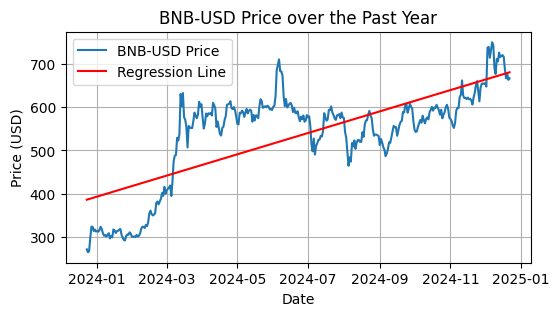 BNB-USD Price over the Past Year
BNB-USD Price
Regression Line
Price (USD)
700
600
500
400
300
2024-01 2024-03 2024-05 2024-07 2024-09 2024-11 2025-01
Date